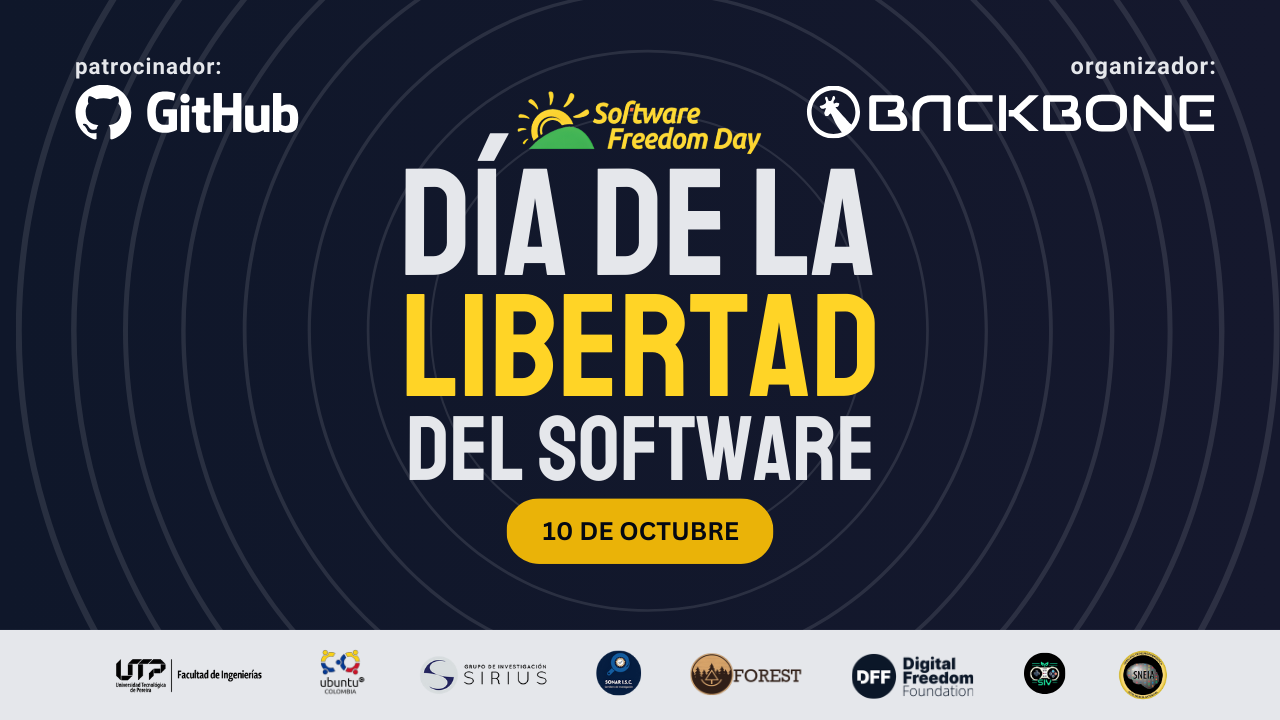 patrocinador:
GitHub
organizador:
BACKBONE
Software
Freedom Day
DÍA DE LA
LIBERTAD
DEL SOFTWARE
10 DE OCTUBRE
UTP
Universidad Tecnológica
de Pereira
Facultad de Ingenierías
ubuntu®
COLOMBIA
GRUPO DE INVESTIGACIÓN
SIRIUS
SONAR I.S.C.
FOREST
DFF
Digital
Freedom
Foundation
SIV
SNEIA